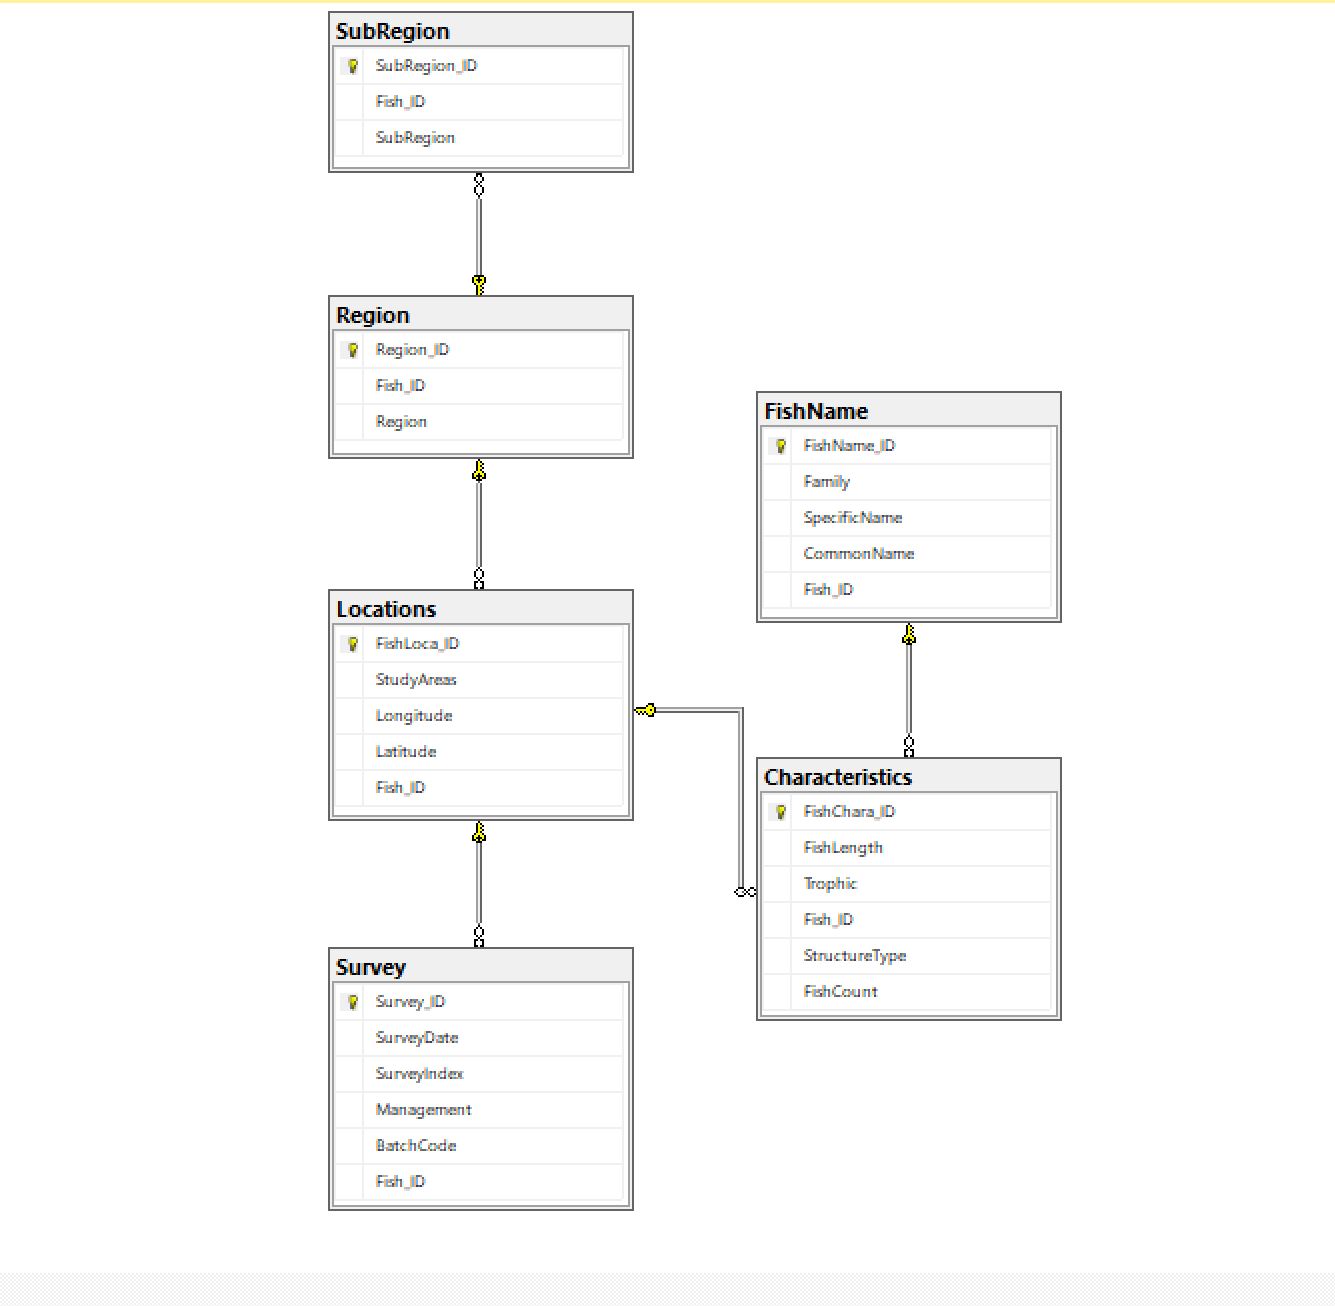 SubRegion
SubRegion_ID
Fish_ID
SubRegion
Region
Region_ID
Fish_ID
Region
Locations
FishLoca_ID
StudyAreas
Longitude
Latitude
Fish_ID
Survey
Survey_ID
SurveyDate
SurveyIndex
Management
BatchCode
Fish_ID
FishName
FishName_ID
Family
SpecificName
CommonName
Fish_ID
Characteristics
FishChara_ID
FishLength
Trophic
Fish_ID
StructureType
FishCount